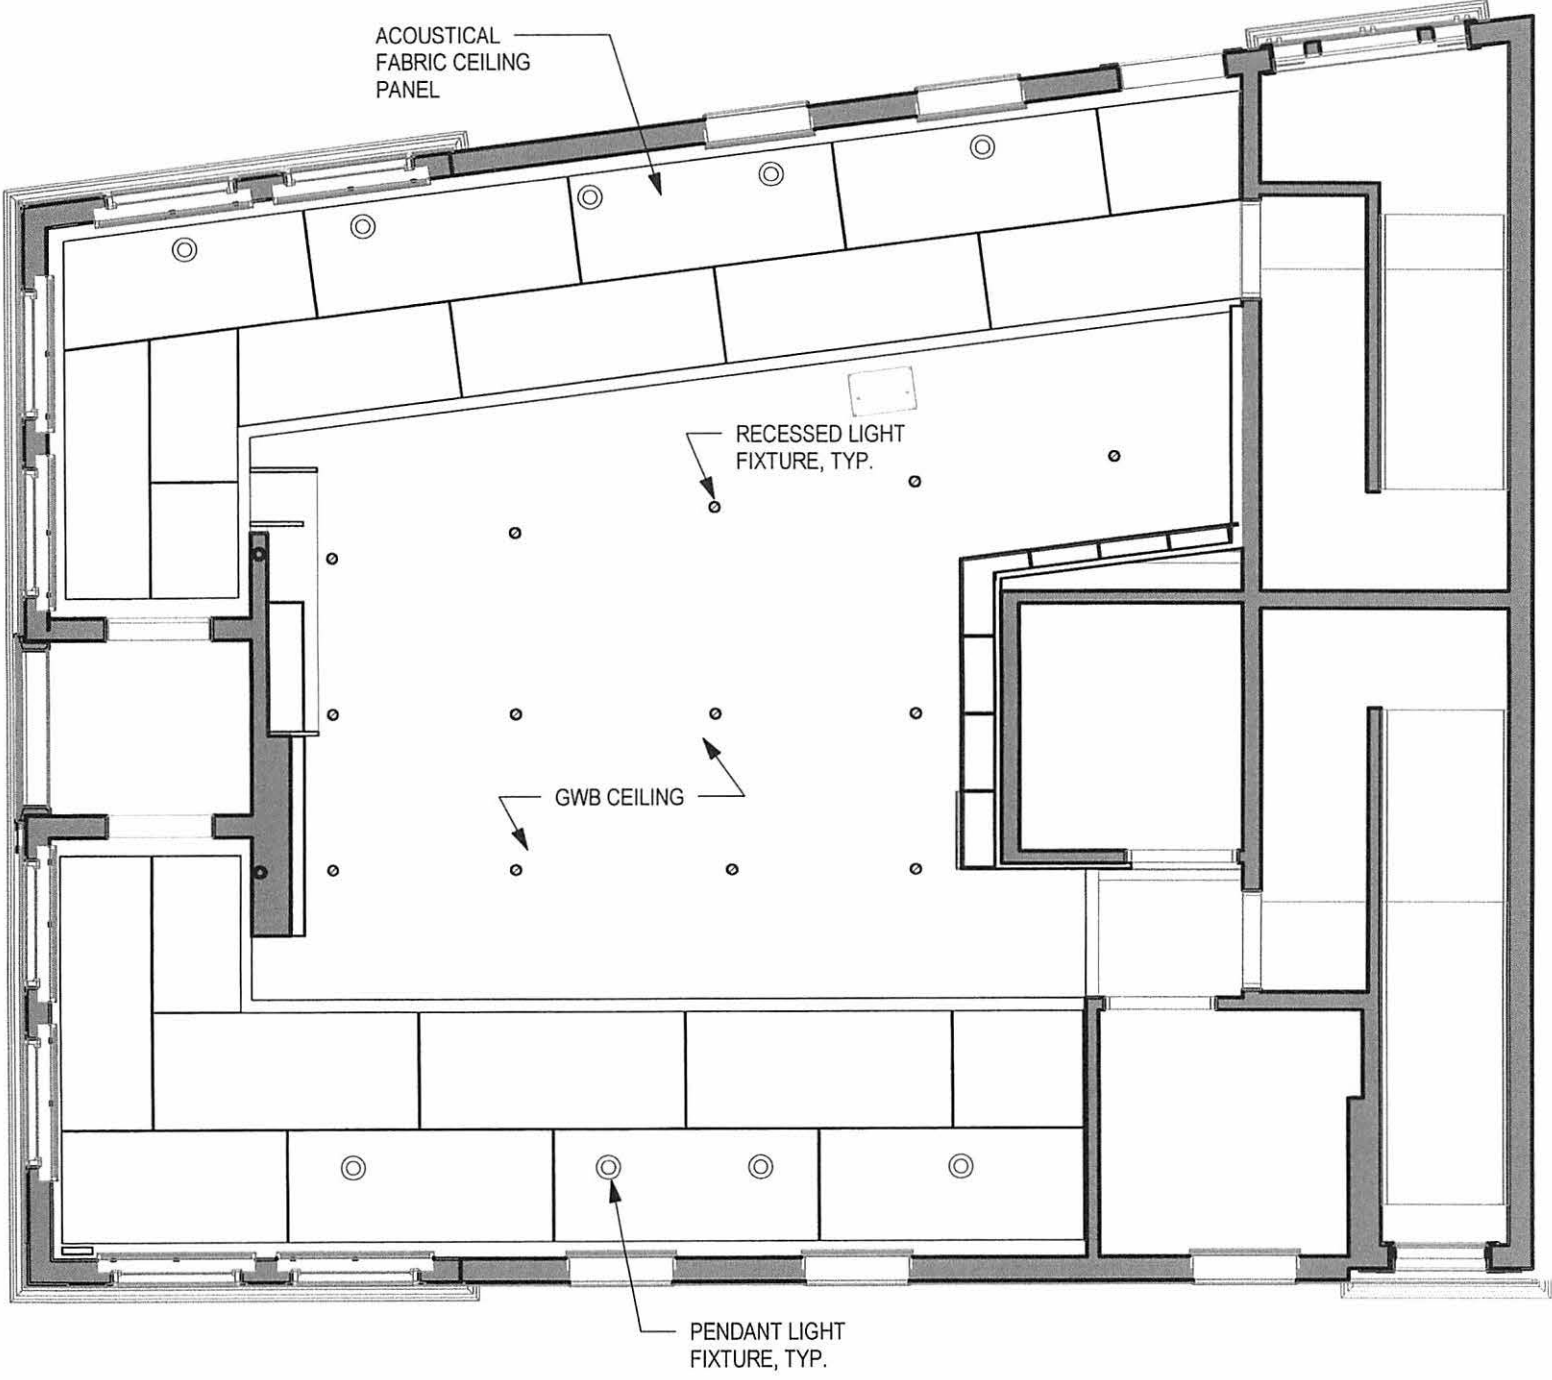 ACOUSTICAL
FABRIC CEILING
PANEL
RECESSED LIGHT
FIXTURE, TYP.
GWB CEILING
PENDANT LIGHT
FIXTURE, TYP.